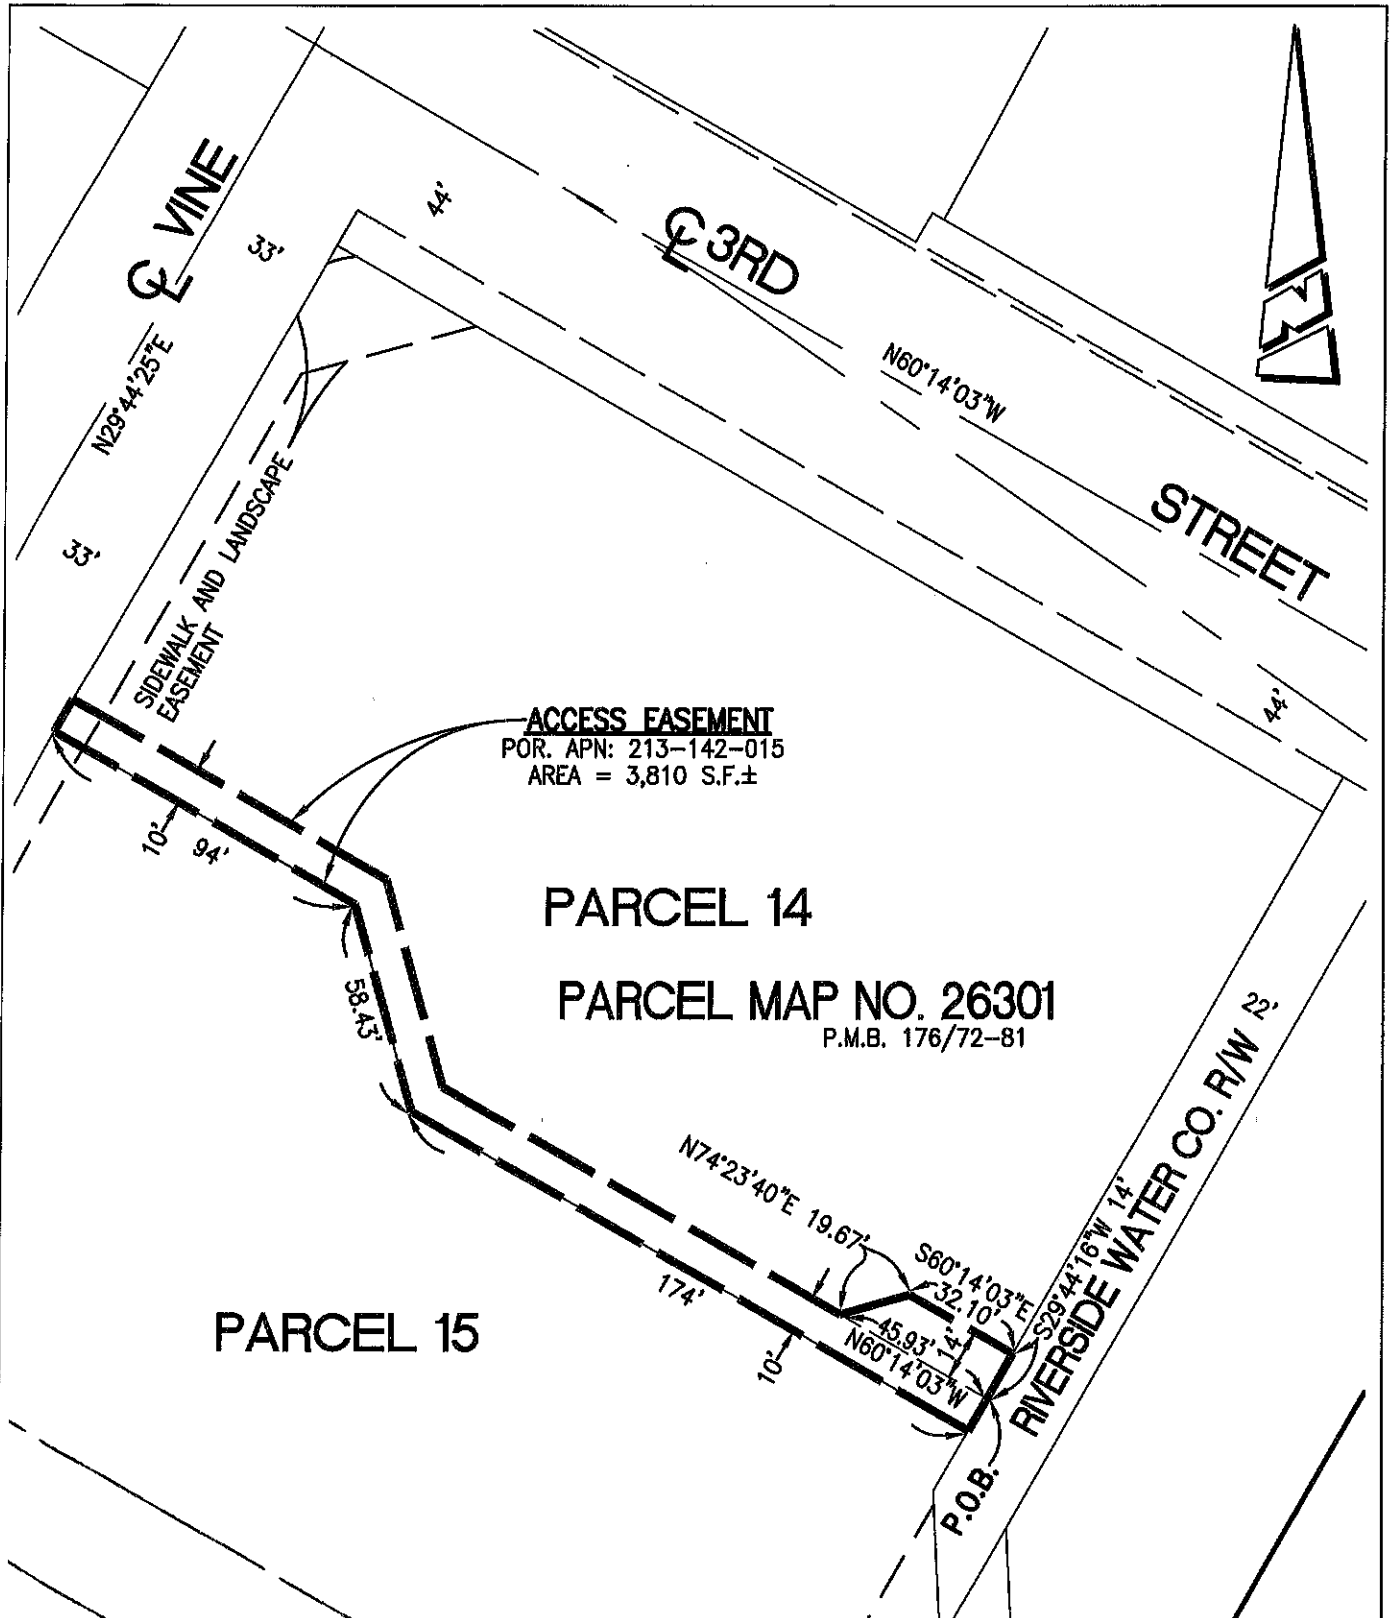 ℄ VINE
33'
44'
℄ 3RD
N60°14'03"W
STREET
N29°44'25"E
33'
SIDEWALK AND LANDSCAPE
EASEMENT
44'
ACCESS EASEMENT
POR. APN: 213-142-015
AREA = 3,810 S.F.±
10'
94'
PARCEL 14
58.43'
PARCEL MAP NO. 26301
P.M.B. 176/72-81
22'
RIVERSIDE WATER CO. R/W
N74°23'40"E 19.67'
S60°14'03"E
32.10'
S29°44'16"W 14'
174'
45.93'
14'
N60°14'03"W
10'
PARCEL 15
P.O.B.
N